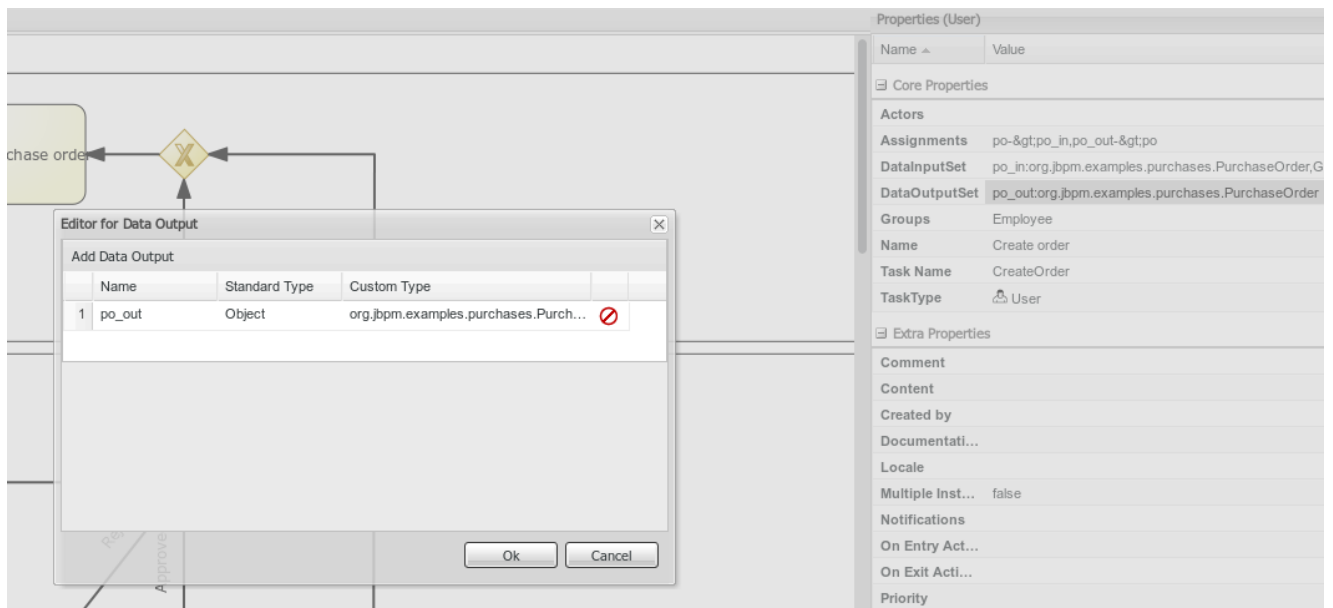 Properties (User)
Name Value
Core Properties
Actors
Assignments po-&gt;po_in,po_out-&gt;po
DataInputSet po_in:org.jbpm.examples.purchases.PurchaseOrder,G
DataOutputSet po_out:org.jbpm.examples.purchases.PurchaseOrder
Groups Employee
Name Create order
Task Name CreateOrder
TaskType User
Extra Properties
Comment
Content
Created by
Documentati...
Locale
Multiple Inst... false
Notifications
On Entry Act...
On Exit Acti...
Priority
chase order
X
Editor for Data Output
Add Data Output
Name Standard Type Custom Type
1 po_out Object org.jbpm.examples.purchases.Purch...
Ok Cancel
Approve